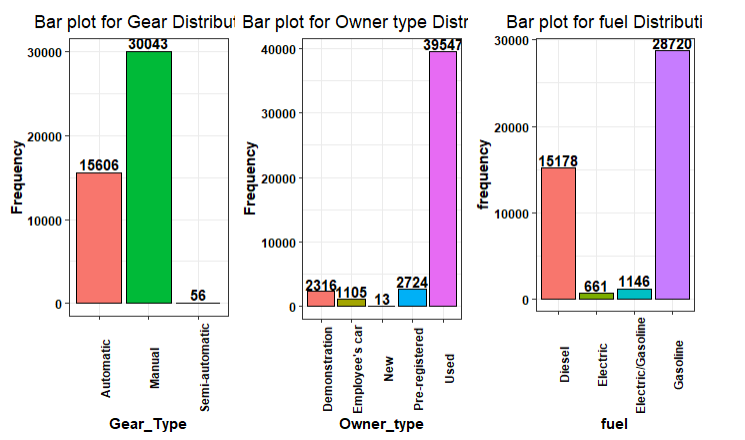 Bar plot for Gear Distribut
30043
30000
20000
15606
10000
56
0
Frequency
Automatic
Manual
Semi-automatic
Gear_Type
Bar plot for Owner type Distr
39547
40000
30000
20000
10000
2316
1105
13
2724
0
Frequency
Demonstration
Employee's car
New
Pre-registered
Used
Owner_type
Bar plot for fuel Distributi
28720
30000
20000
15178
10000
661
1146
0
frequency
Diesel
Electric
Electric/Gasoline
Gasoline
fuel